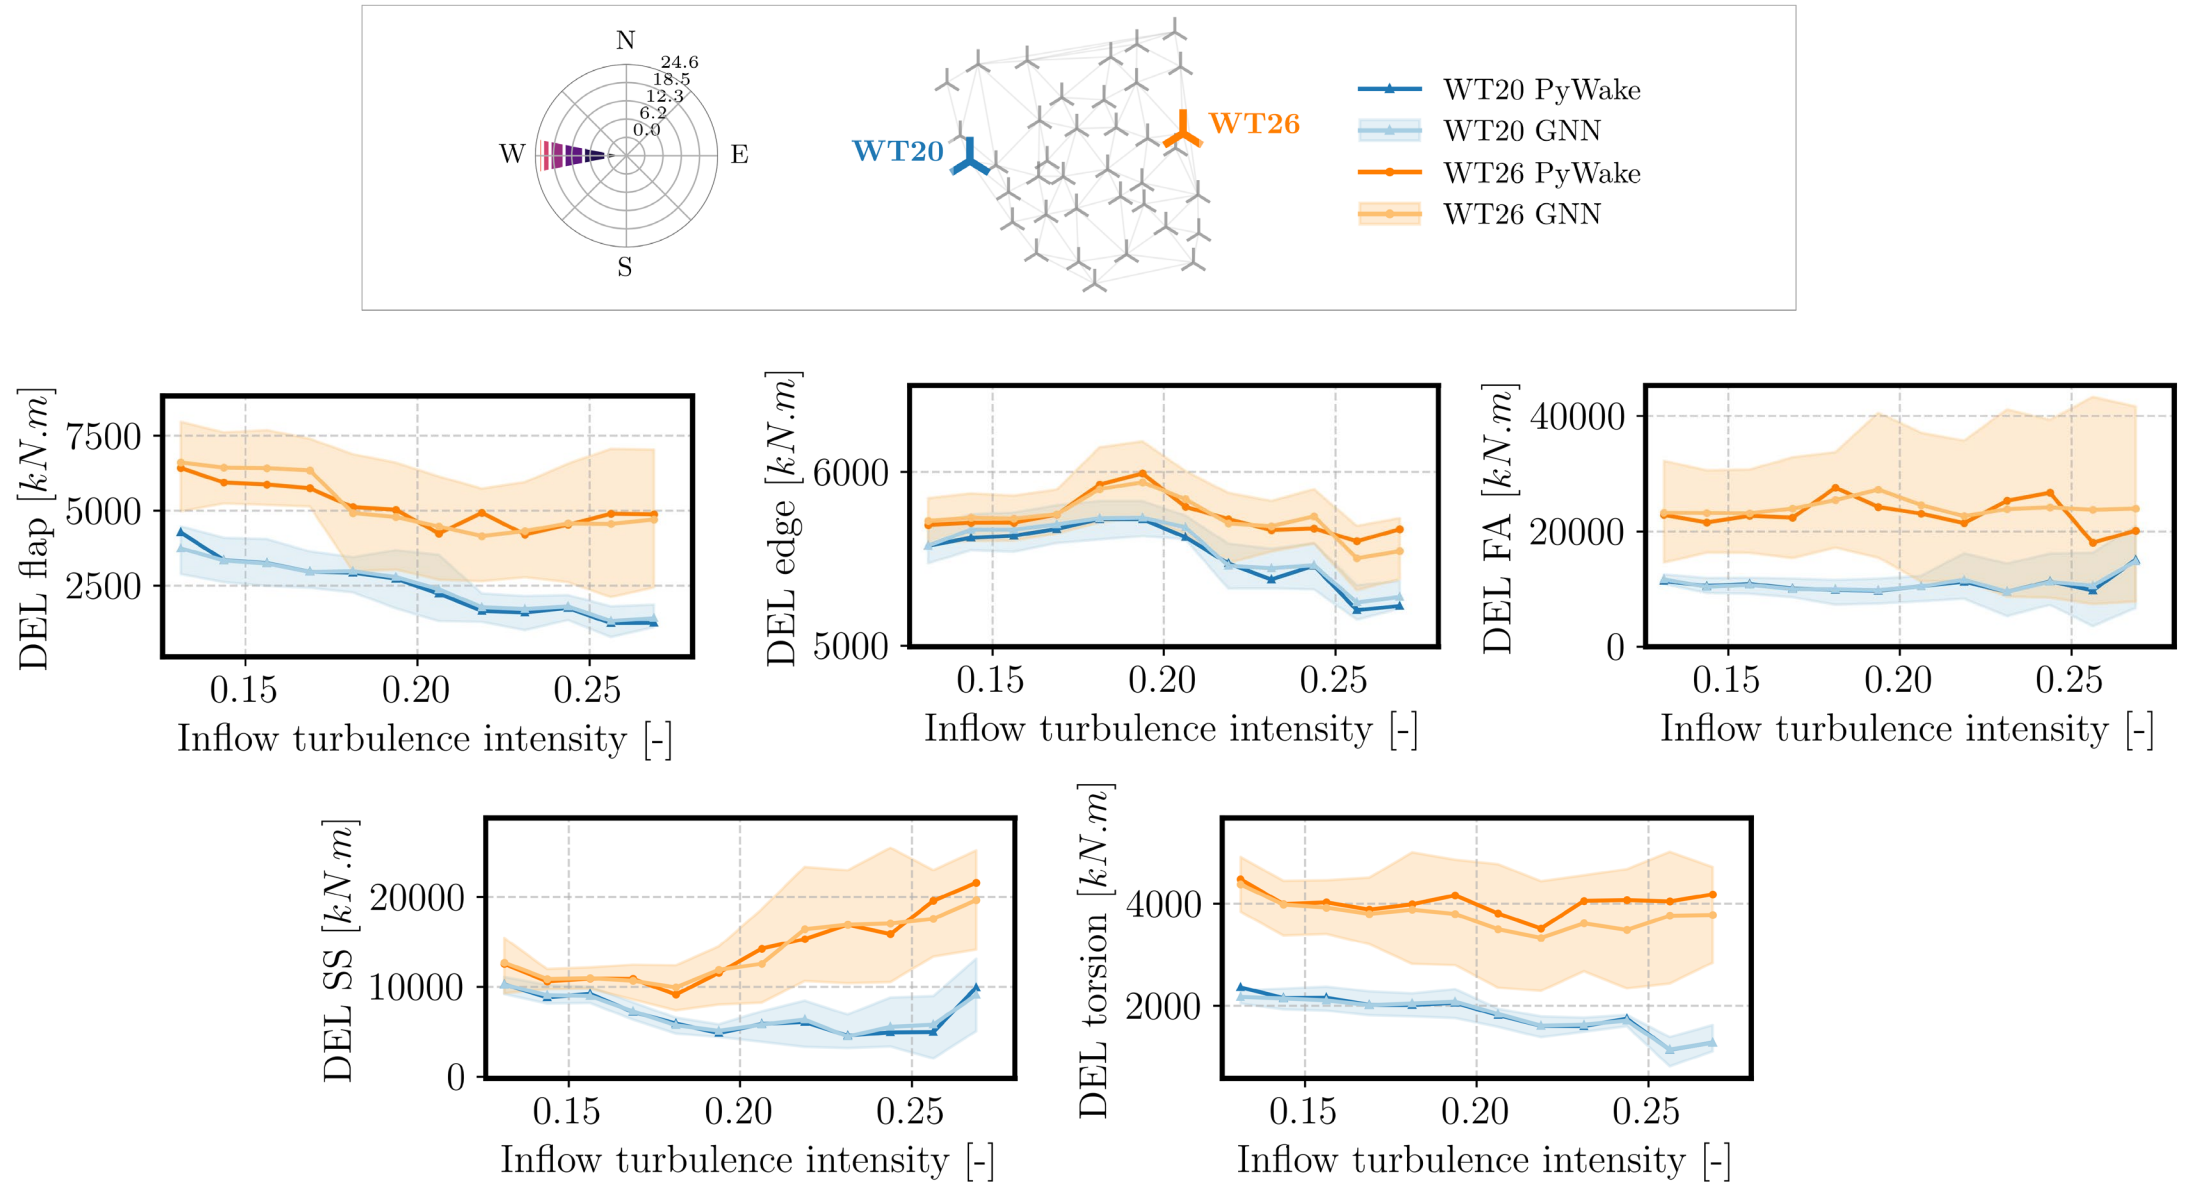 N
24.6
18.5
12.3
6.2
0.0
W
E
S
WT20
WT26
WT20 PyWake
WT20 GNN
WT26 PyWake
WT26 GNN
DEL flap [kN.m]
7500
5000
2500
0.15 0.20 0.25
Inflow turbulence intensity [-]
DEL edge [kN.m]
6000
5000
0.15 0.20 0.25
Inflow turbulence intensity [-]
DEL FA [kN.m]
40000
20000
0
0.15 0.20 0.25
Inflow turbulence intensity [-]
DEL SS [kN.m]
20000
10000
0
0.15 0.20 0.25
Inflow turbulence intensity [-]
DEL torsion [kN.m]
4000
2000
0.15 0.20 0.25
Inflow turbulence intensity [-]